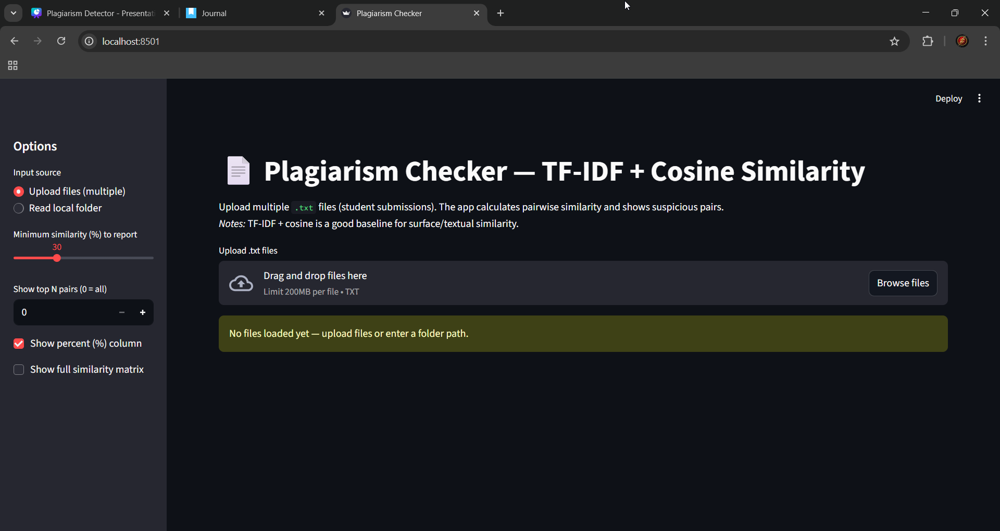 Plagiarism Detector - Presentat
Journal
Plagiarism Checker
localhost:8501
Deploy
Options
Input source
Upload files (multiple)
Read local folder
Minimum similarity (%) to report
30
Show top N pairs (0 = all)
0
Show percent (%) column
Show full similarity matrix
Plagiarism Checker — TF-IDF + Cosine Similarity
Upload multiple .txt files (student submissions). The app calculates pairwise similarity and shows suspicious pairs.
Notes: TF-IDF + cosine is a good baseline for surface/textual similarity.
Upload .txt files
Drag and drop files here
Limit 200MB per file • TXT
Browse files
No files loaded yet — upload files or enter a folder path.